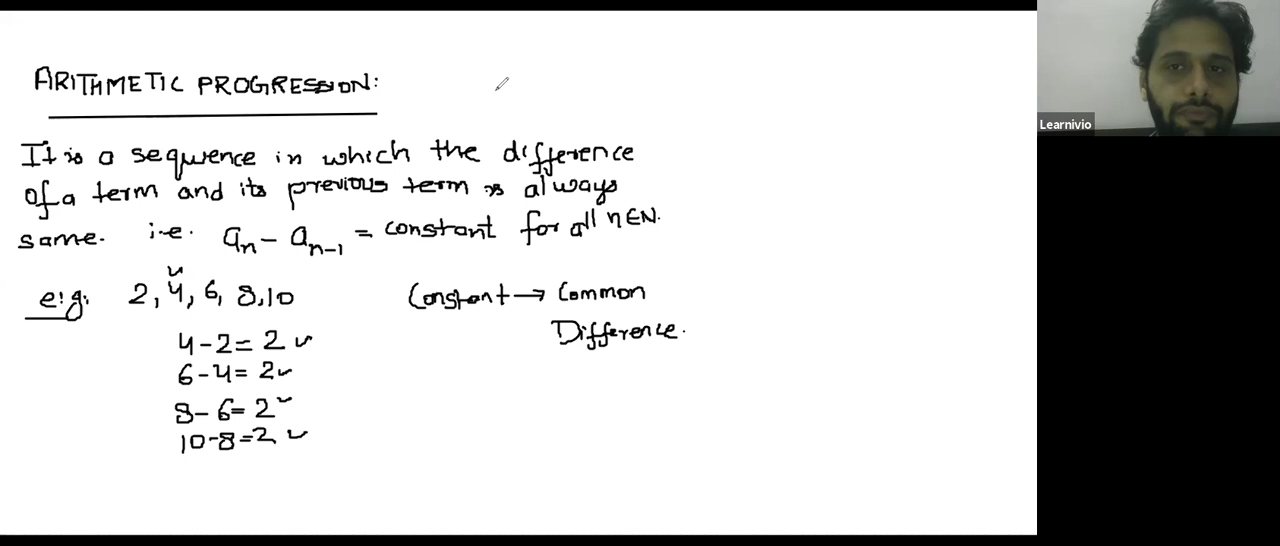 ARITHMETIC PROGRESSION:
It is a sequence in which the difference
of a term and its previous term is always
same. i.e. aₙ - aₙ₋₁ = constant for all n∈N.
e.g. 2, 4, 6, 8, 10 Constant → Common
Difference.
4 - 2 = 2 ✓
6 - 4 = 2 ✓
8 - 6 = 2 ✓
10 - 8 = 2 ✓
Learnivio